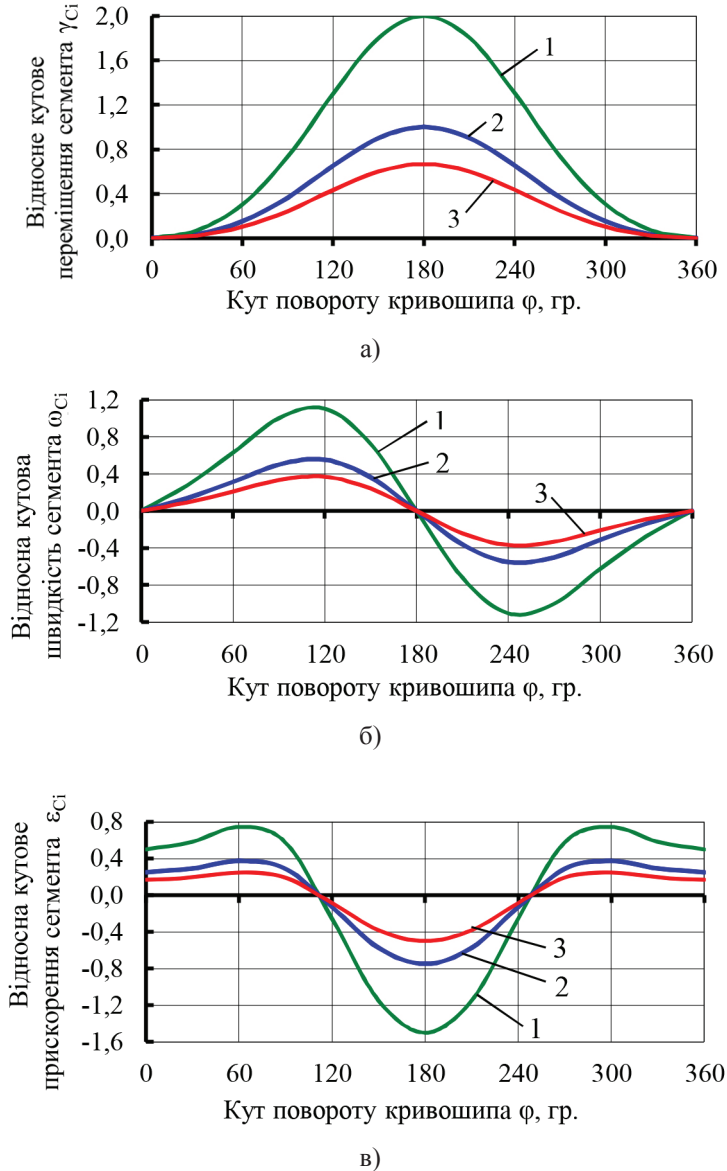 Відносне кутове
переміщення сегмента γCi
2,0
1,6
1,2
0,8
0,4
0,0
1
2
3
0 60 120 180 240 300 360
Кут повороту кривошипа φ, гр.
а)
Відносна кутова
швидкість сегмента ωCi
1,2
0,8
0,4
0,0
-0,4
-0,8
-1,2
1
2
3
0 60 120 180 240 300 360
Кут повороту кривошипа φ, гр.
б)
Відносна кутове
прискорення сегмента εCi
0,8
0,4
0,0
-0,4
-0,8
-1,2
-1,6
3
2
1
0 60 120 180 240 300 360
Кут повороту кривошипа φ, гр.
в)